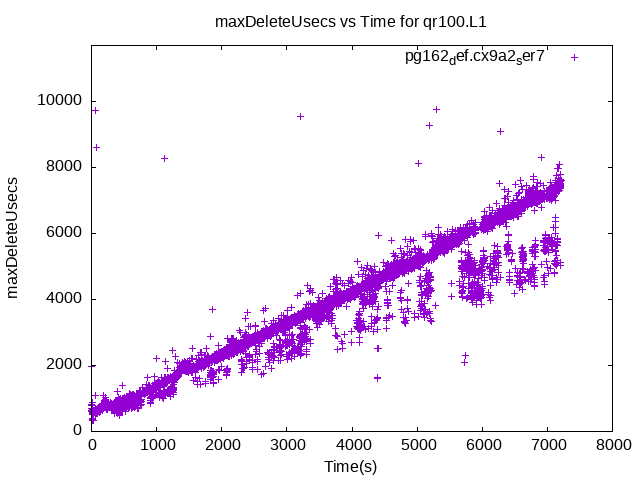 maxDeleteUsecs vs Time for qr100.L1
pg162def.cx9a2ser7
10000
8000
6000
4000
2000
0
maxDeleteUsecs
0 1000 2000 3000 4000 5000 6000 7000 8000
Time(s)